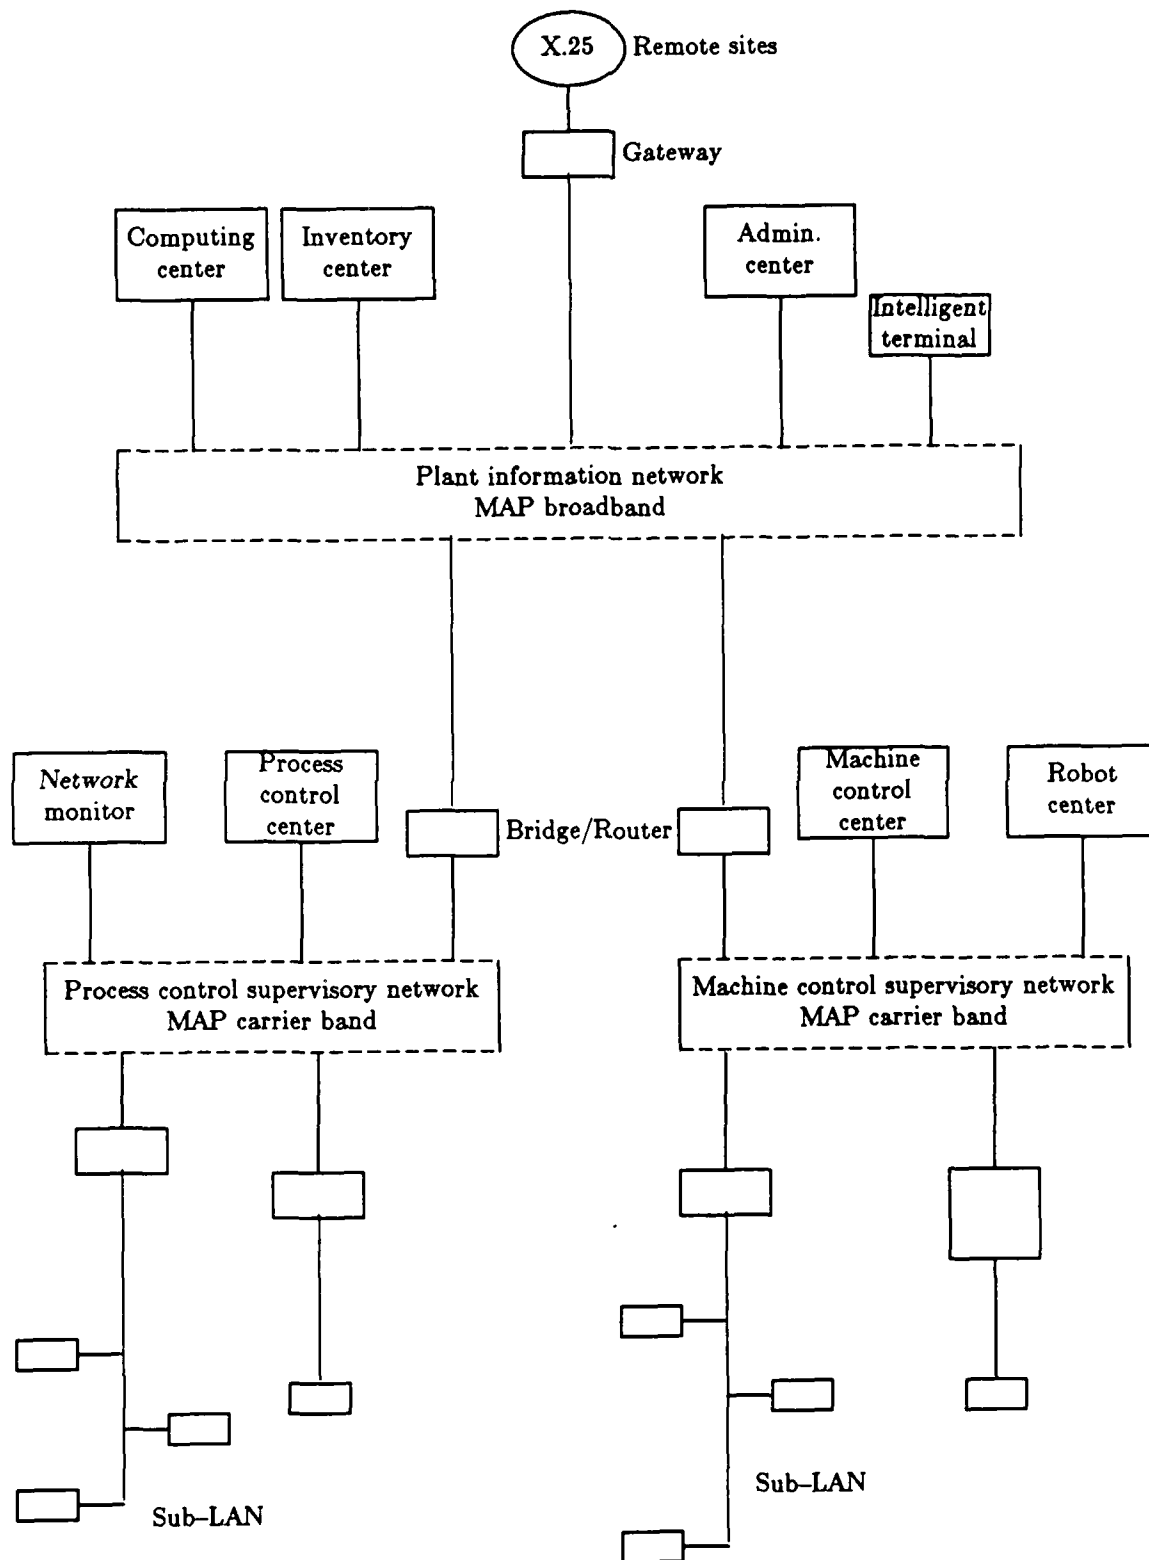 X.25 Remote sites
Gateway
Computing
center
Inventory
center
Admin.
center
Intelligent
terminal
Plant information network
MAP broadband
Network
monitor
Process
control
center
Bridge/Router
Machine
control
center
Robot
center
Process control supervisory network
MAP carrier band
Machine control supervisory network
MAP carrier band
Sub–LAN
Sub–LAN